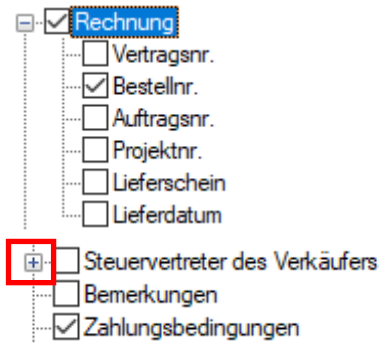 Rechnung
Vertragsnr.
Bestellnr.
Auftragsnr.
Projektnr.
Lieferschein
Lieferdatum
Steuervertreter des Verkäufers
Bemerkungen
Zahlungsbedingungen